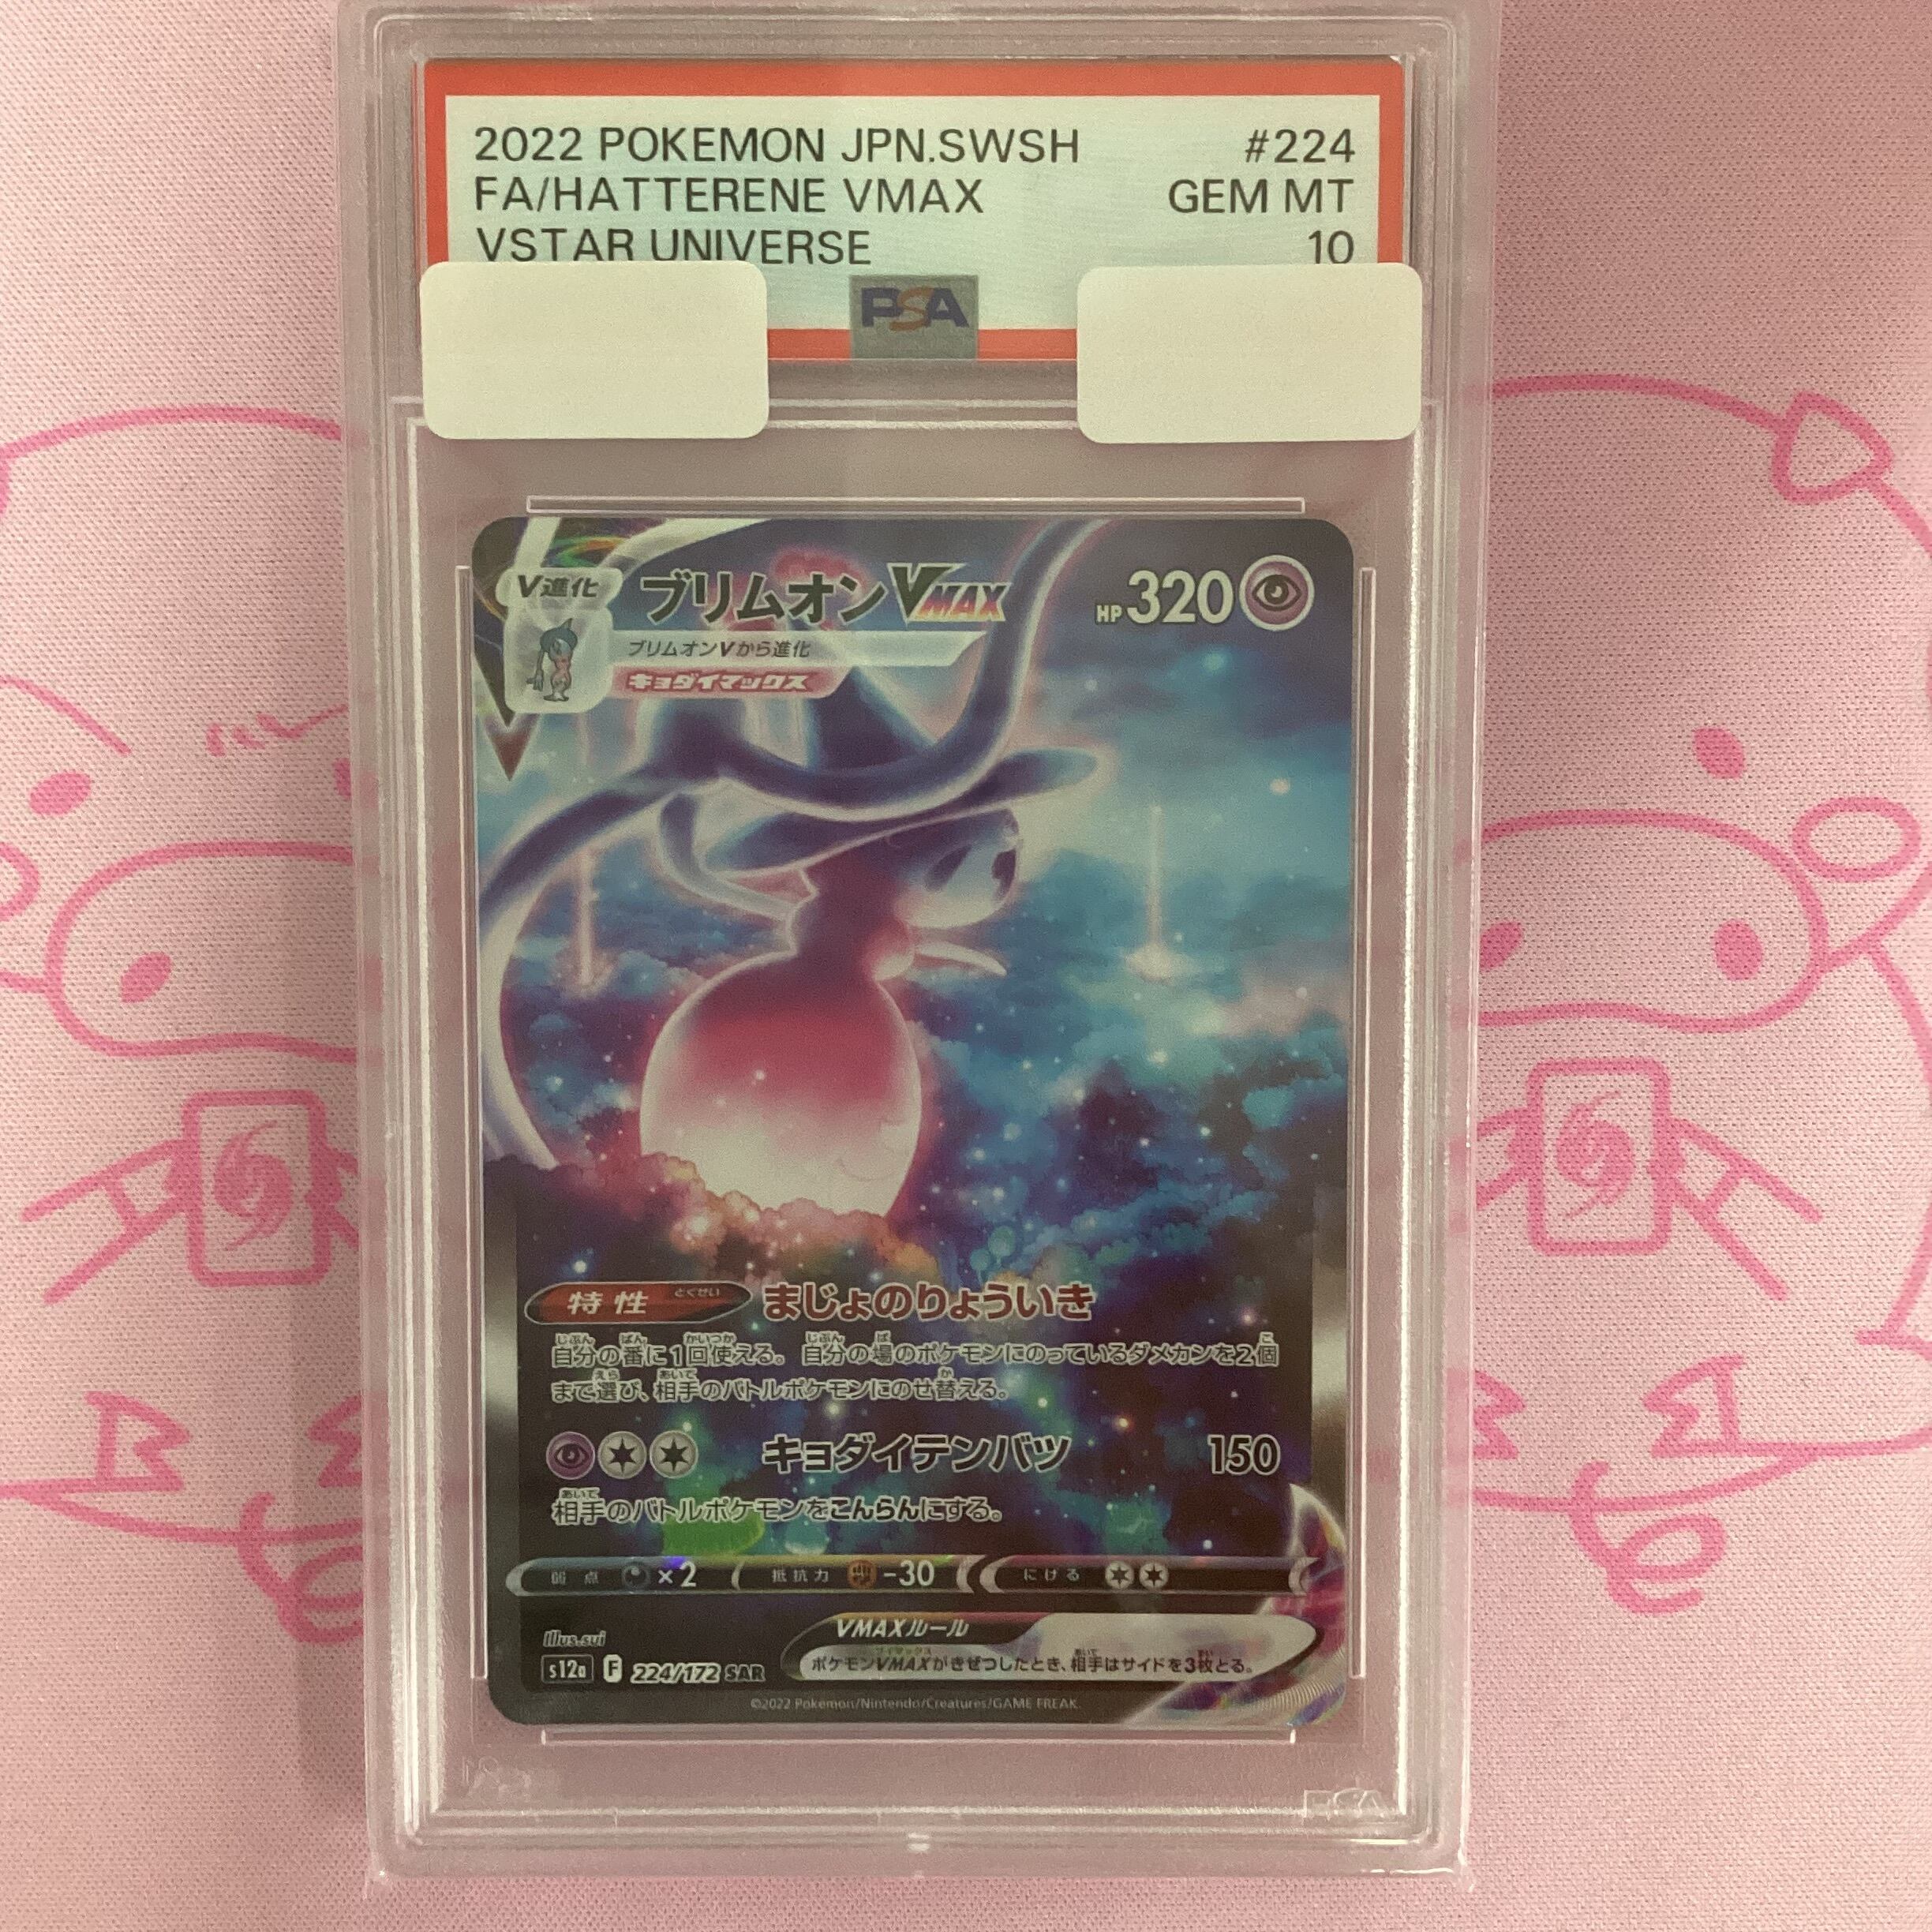 2022 POKEMON JPN.SWSH #224
FA/HATTERENE VMAX GEM MT
VSTAR UNIVERSE 10
PSA
V進化 ブリムオンVMAX HP320
ブリムオンVから進化
キョダイマックス
特性 とくせい まじょのりょういき
自分の番に1回使える。自分の場のポケモンにのっているダメカンを2個
まで選び、相手のバトルポケモンにのせ替える。
キョダイテンバツ 150
相手のバトルポケモンをこんらんにする。
弱点 ×2 抵抗力 -30 にげる
Illus.sui
VMAXルール
s12a F 224/172 SAR
ポケモンVMAXがきぜつしたとき、相手はサイドを3枚とる。
©2022 Pokémon/Nintendo/Creatures/GAME FREAK.
PSA